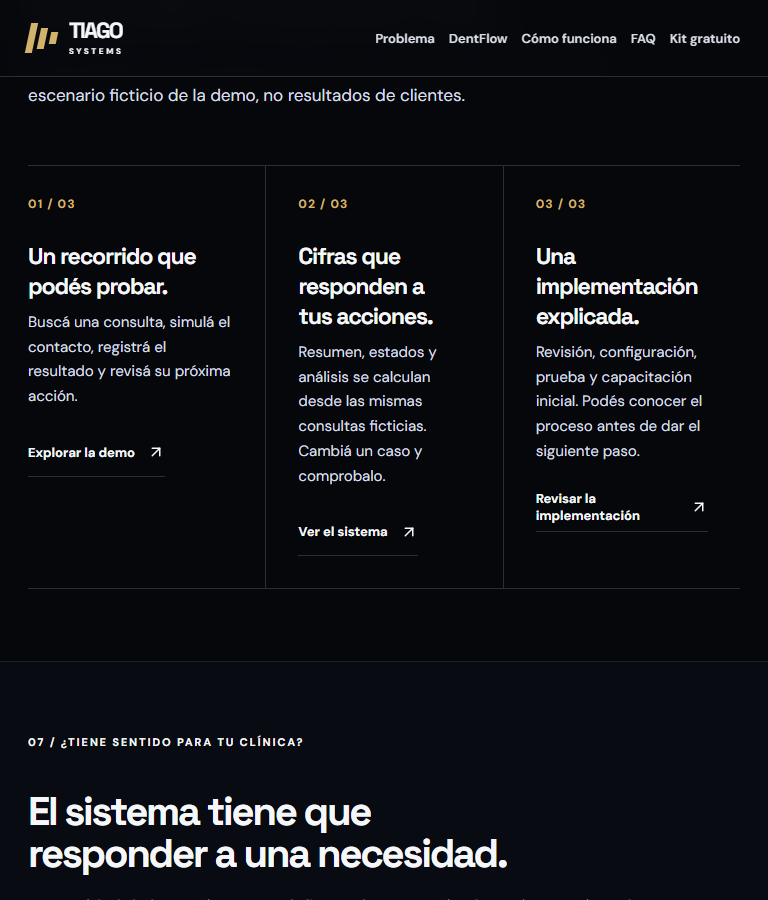 TIAGO
SYSTEMS
Problema DentFlow Cómo funciona FAQ Kit gratuito
escenario ficticio de la demo, no resultados de clientes.
01 / 03
Un recorrido que
podés probar.
Buscá una consulta, simulá el
contacto, registrá el
resultado y revisá su próxima
acción.
Explorar la demo
02 / 03
Cifras que
responden a
tus acciones.
Resumen, estados y
análisis se calculan
desde las mismas
consultas ficticias.
Cambiá un caso y
comprobalo.
Ver el sistema
03 / 03
Una
implementación
explicada.
Revisión, configuración,
prueba y capacitación
inicial. Podés conocer el
proceso antes de dar el
siguiente paso.
Revisar la
implementación
07 / ¿TIENE SENTIDO PARA TU CLÍNICA?
El sistema tiene que
responder a una necesidad.